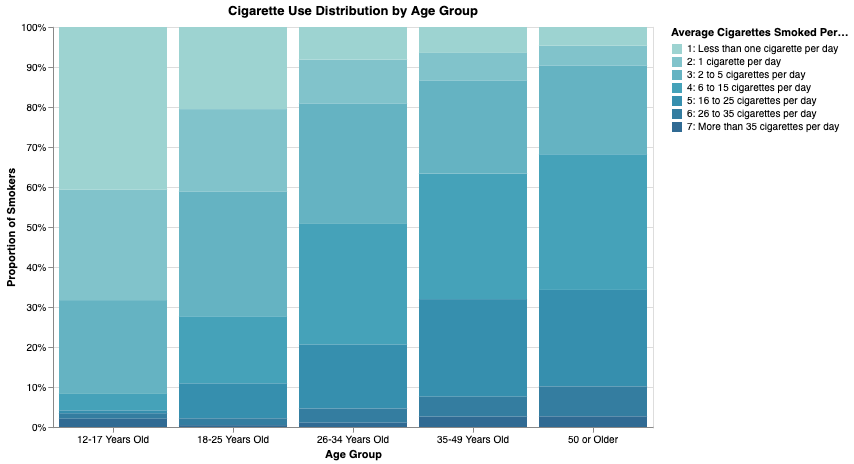 Cigarette Use Distribution by Age Group
Average Cigarettes Smoked Per…
1: Less than one cigarette per day
2: 1 cigarette per day
3: 2 to 5 cigarettes per day
4: 6 to 15 cigarettes per day
5: 16 to 25 cigarettes per day
6: 26 to 35 cigarettes per day
7: More than 35 cigarettes per day
Proportion of Smokers
100%
90%
80%
70%
60%
50%
40%
30%
20%
10%
0%
12-17 Years Old
18-25 Years Old
26-34 Years Old
35-49 Years Old
50 or Older
Age Group